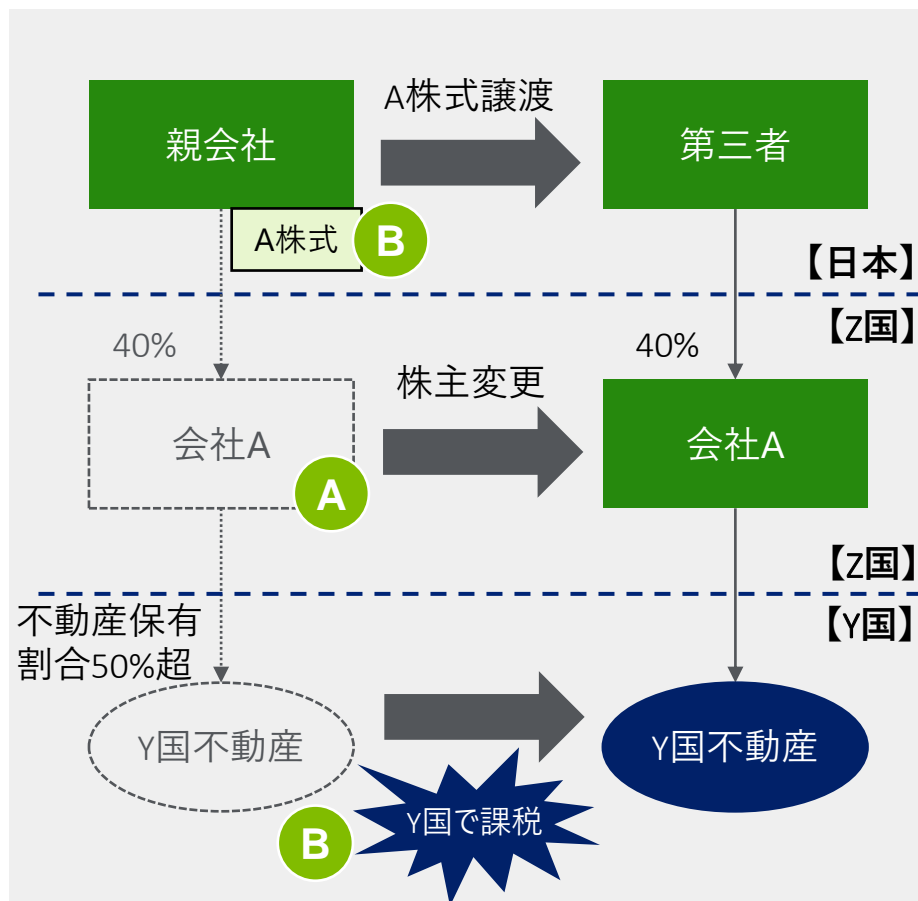 A株式譲渡
親会社
第三者
A株式
B
【日本】
【Z国】
40%
40%
株主変更
会社A
会社A
A
【Z国】
【Y国】
不動産保有
割合50%超
Y国不動産
Y国不動産
Y国で課税
B